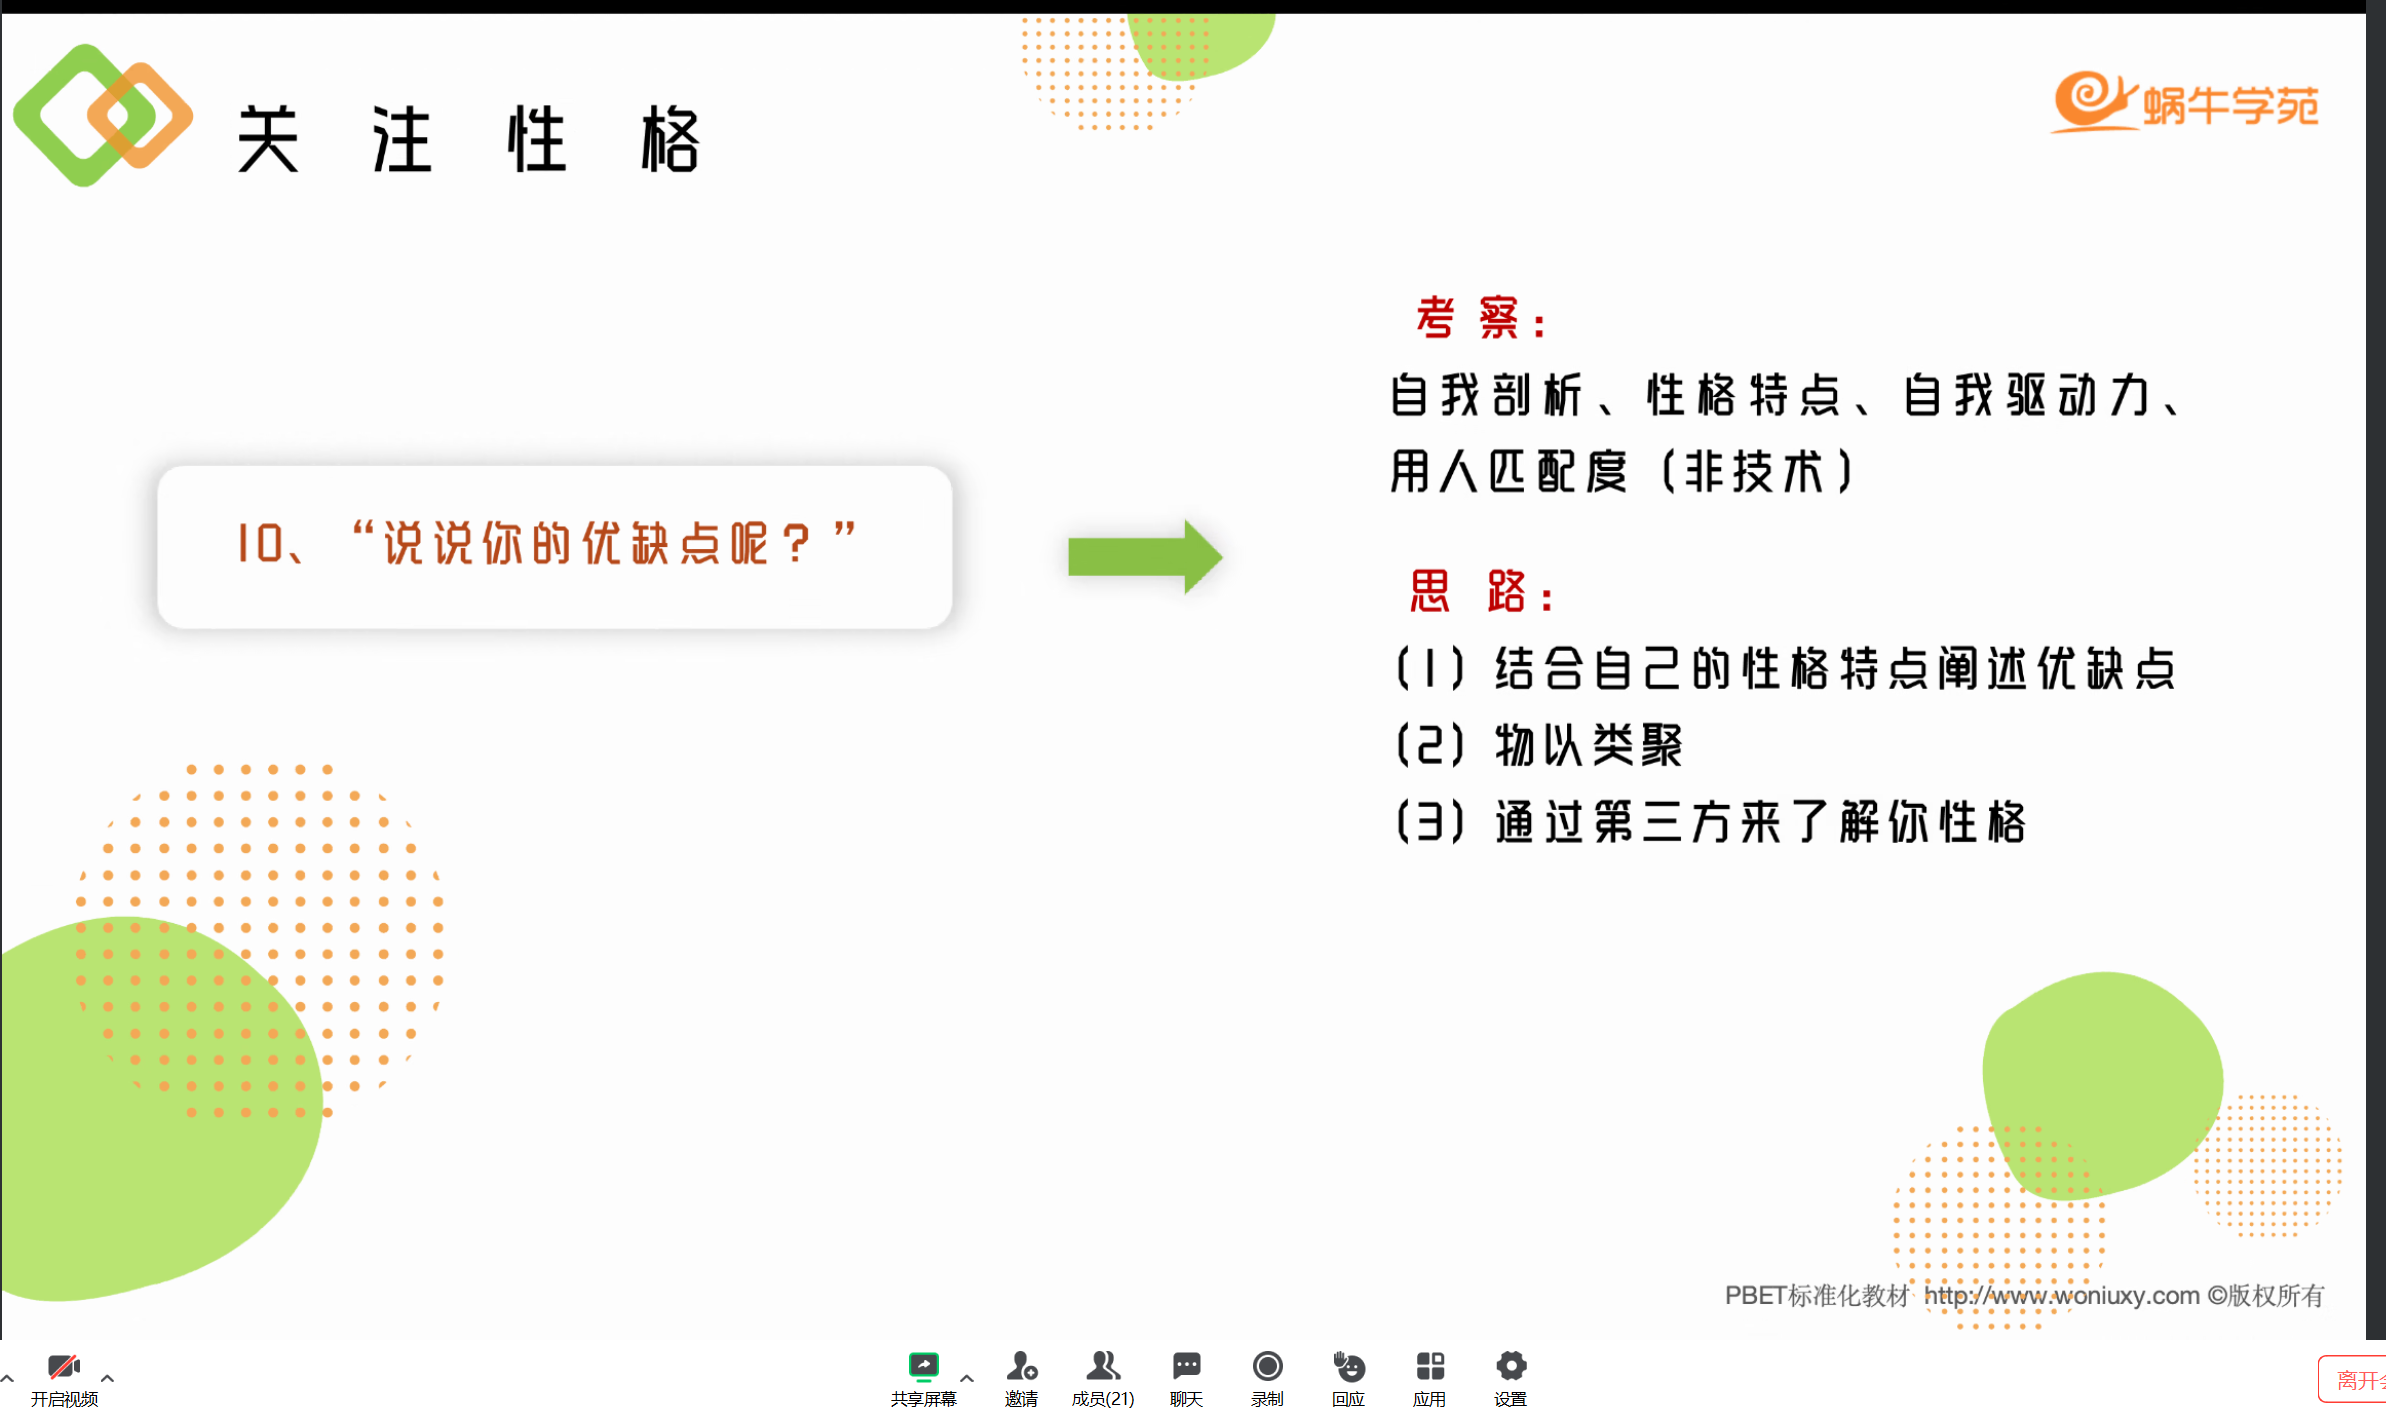 关注性格
蜗牛学苑
10、“说说你的优缺点呢？”
考察：
自我剖析、性格特点、自我驱动力、
用人匹配度（非技术）
思路：
（1）结合自己的性格特点阐述优缺点
（2）物以类聚
（3）通过第三方来了解你性格
PBET标准化教材 http://www.woniuxy.com ©版权所有
开启视频
共享屏幕
邀请
成员(21)
聊天
录制
回应
应用
设置
离开